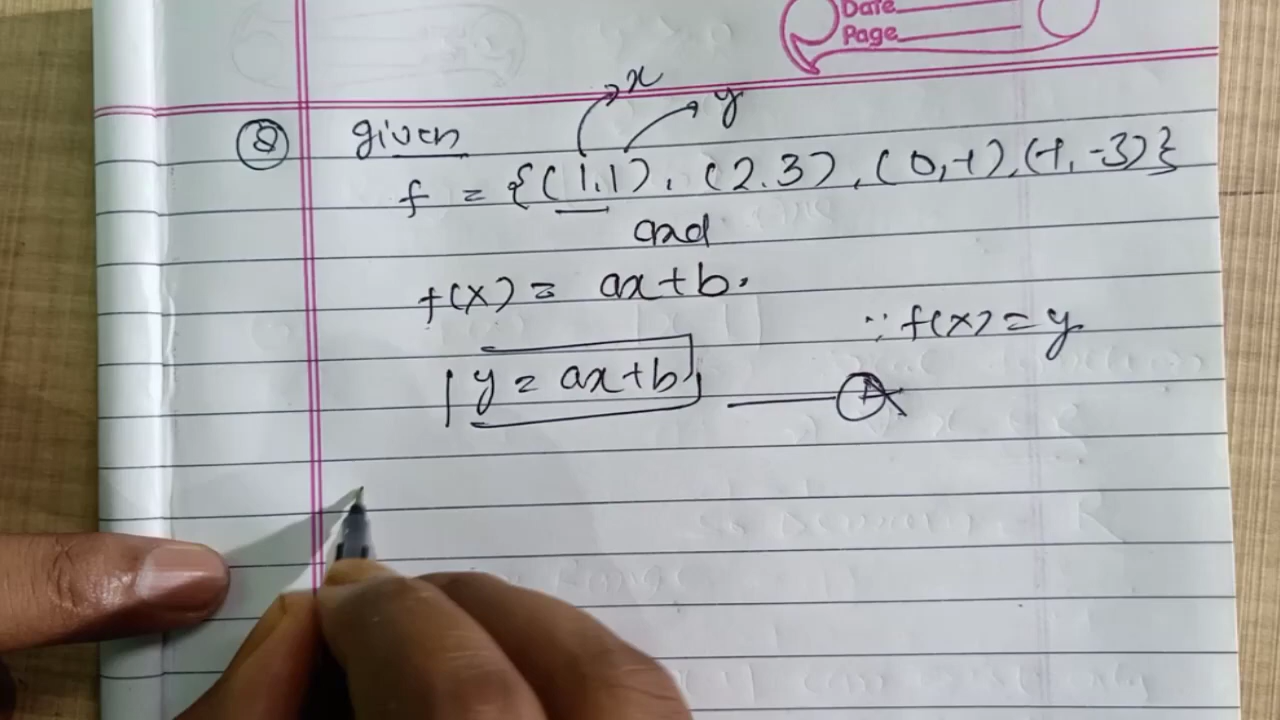 Date
Page
x
y
⑧ given
f = {(1,1), (2,3), (0,-1), (-1,-3)}
and
f(x) = ax+b.
∵ f(x) = y
y = ax+b
A